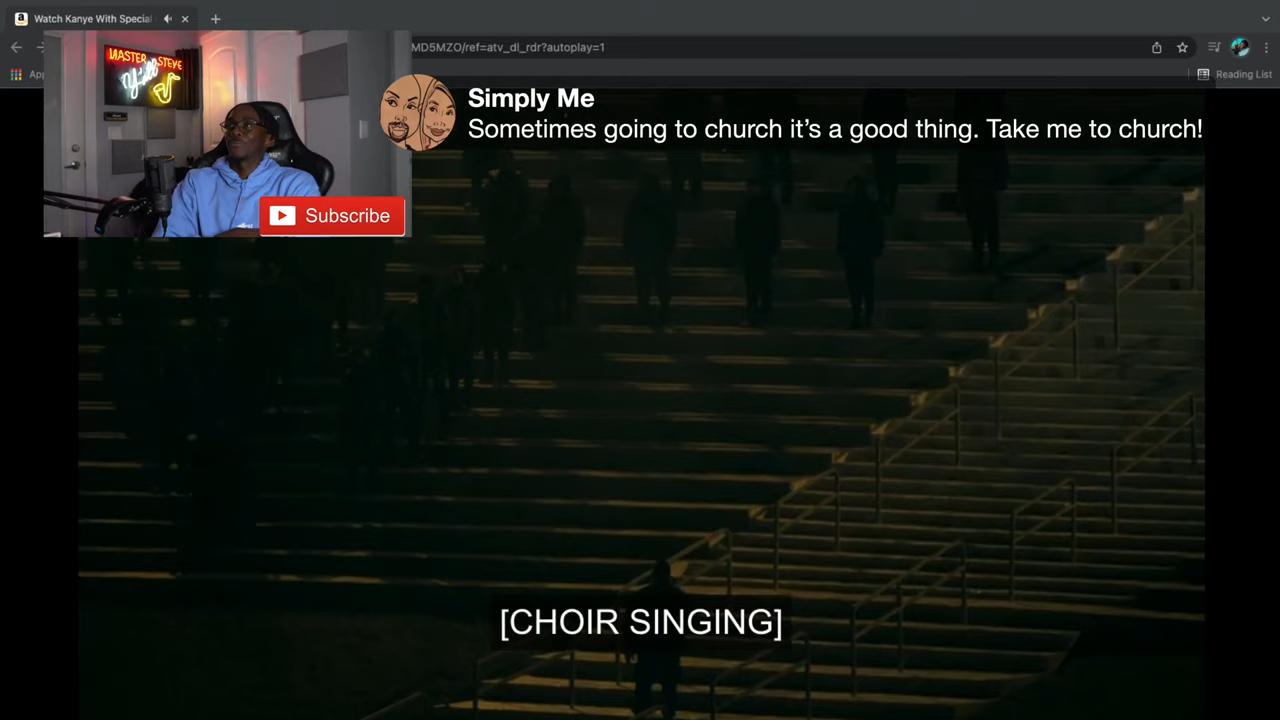 Watch Kanye With Special
MD5MZO/ref=atv_dl_rdr?autoplay=1
Reading List
MASTER STEVE
Y'all
Simply Me
Sometimes going to church it’s a good thing. Take me to church!
Subscribe
[CHOIR SINGING]